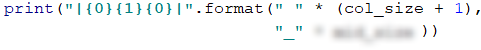 print("|{0}{1}{0}|".format(" " * (col_size + 1),
"_" ))